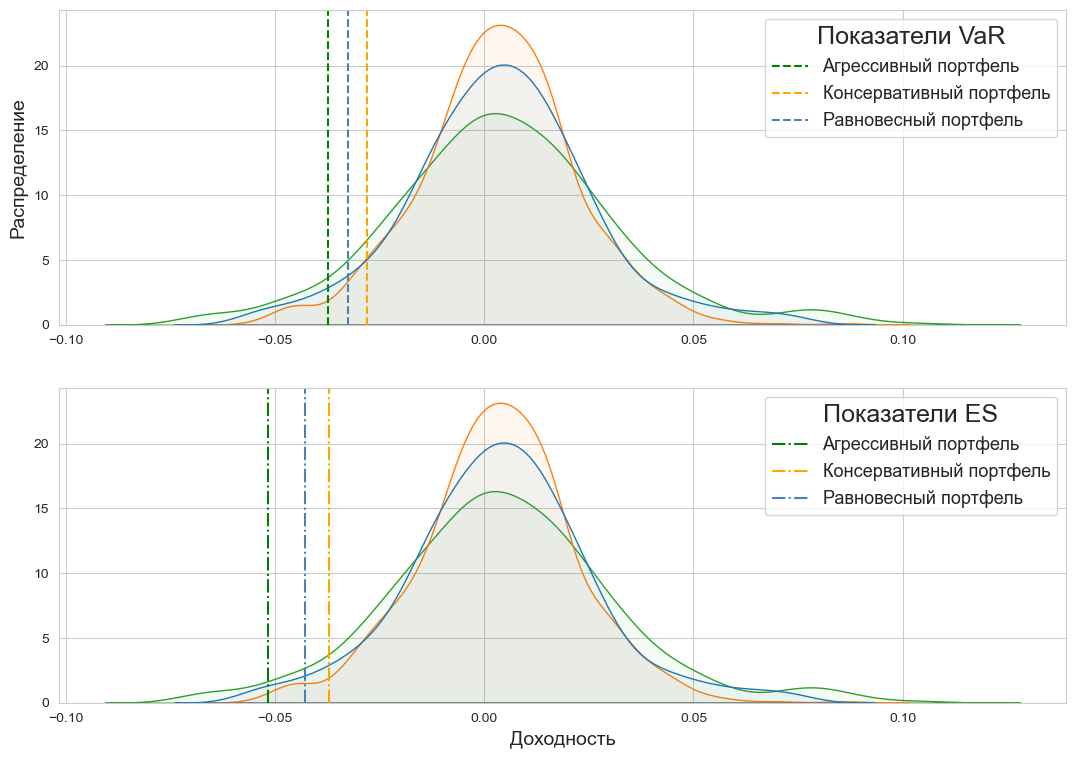 Показатели VaR
Агрессивный портфель
Консервативный портфель
Равновесный портфель
Распределение
20
15
10
5
0
−0.10
−0.05
0.00
0.05
0.10
Показатели ES
Агрессивный портфель
Консервативный портфель
Равновесный портфель
20
15
10
5
0
−0.10
−0.05
0.00
0.05
0.10
Доходность